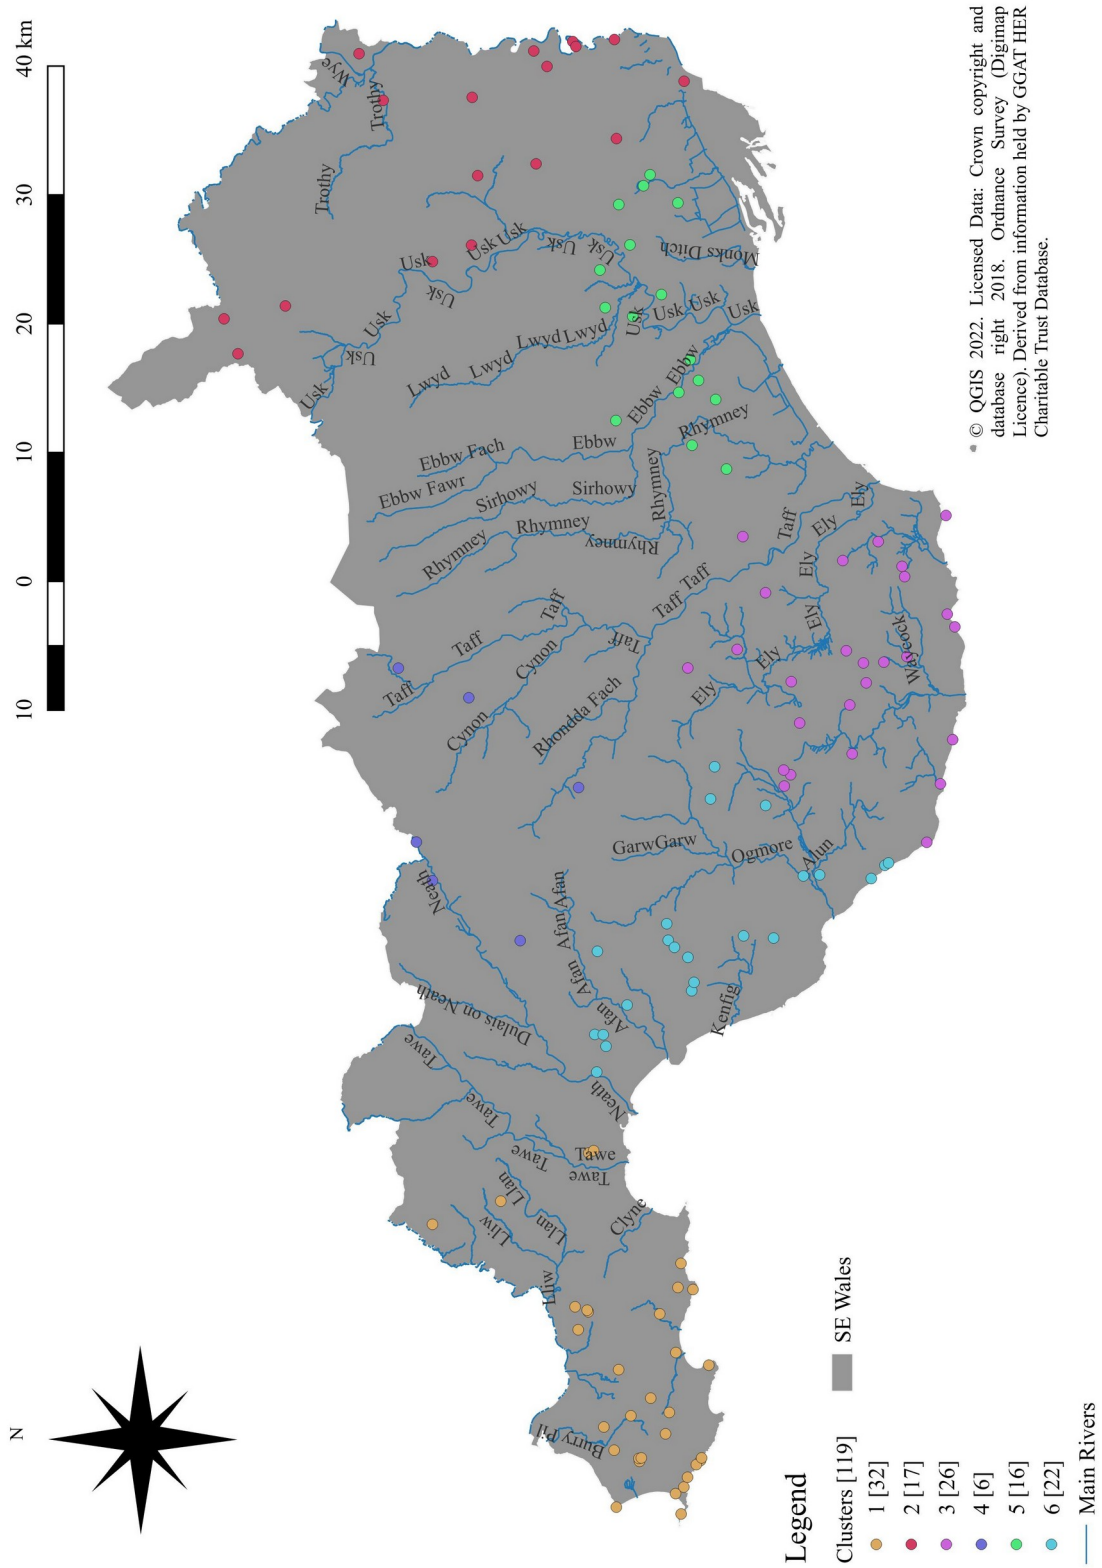 N
10 0 10 20 30 40 km
Burry Pil
Lliw
Lliw
Llan
Llan
Clyne
Tawe
Tawe
Tawe
Tawe
Tawe
Neath
Dulais on Neath
Neath
Afan
Afan
Afan
Afan
Kenfig
Garw
Garw
Ogmore
Alun
Cynon
Cynon
Rhondda Fach
Taff
Taff
Taff
Taff
Taff
Taff
Taff
Ely
Ely
Ely
Ely
Ely
Ely
Waycock
Rhymney
Rhymney
Rhymney
Rhymney
Rhymney
Sirhowy
Sirhowy
Ebbw Fawr
Ebbw Fach
Ebbw
Ebbw
Ebbw
Lwyd
Lwyd
Lwyd
Lwyd
Usk
Usk
Usk
Usk
Usk
Usk
Usk
Usk
Usk
Usk
Usk
Usk
Usk
Monks Ditch
Trothy
Trothy
Wye
Legend
Clusters [119]
1 [32]
2 [17]
3 [26]
4 [6]
5 [16]
6 [22]
Main Rivers
SE Wales
© QGIS 2022. Licensed Data: Crown copyright and
database right 2018. Ordnance Survey (Digimap
Licence). Derived from information held by GGAT HER
Charitable Trust Database.